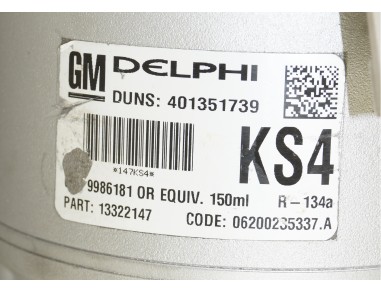 GM DELPHI
DUNS: 401351739
*147KS4*
KS4
9986181 OR EQUIV. 150ml R-134a
PART: 13322147 CODE: 06200235337.A